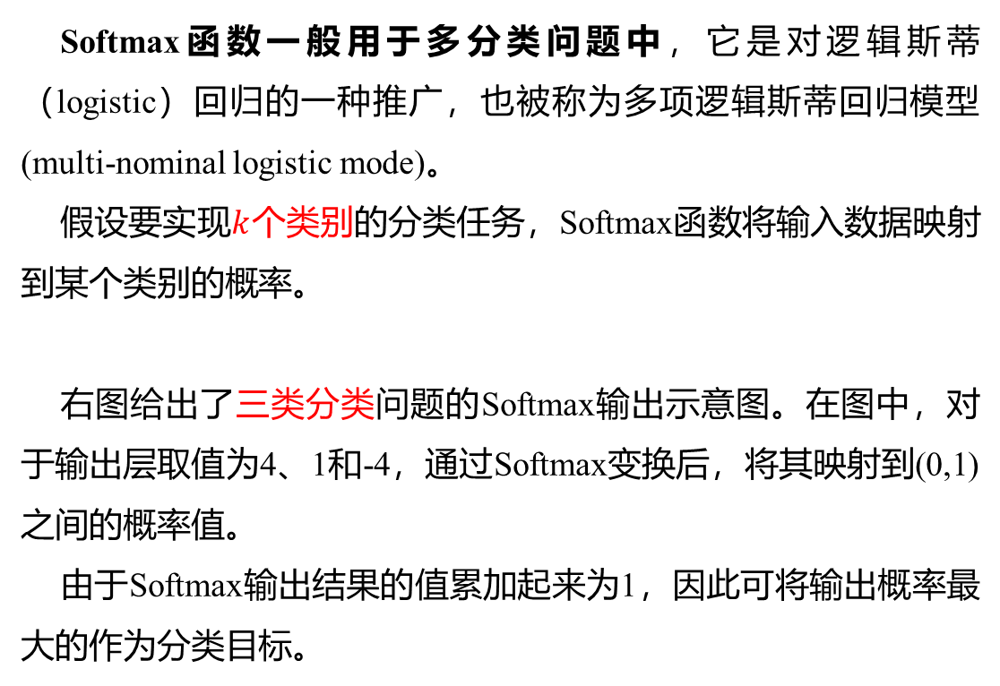 Softmax函数一般用于多分类问题中，它是对逻辑斯蒂
（logistic）回归的一种推广，也被称为多项逻辑斯蒂回归模型
(multi-nominal logistic mode)。
假设要实现k个类别的分类任务，Softmax函数将输入数据映射
到某个类别的概率。
右图给出了三类分类问题的Softmax输出示意图。在图中，对
于输出层取值为4、1和-4，通过Softmax变换后，将其映射到(0,1)
之间的概率值。
由于Softmax输出结果的值累加起来为1，因此可将输出概率最
大的作为分类目标。